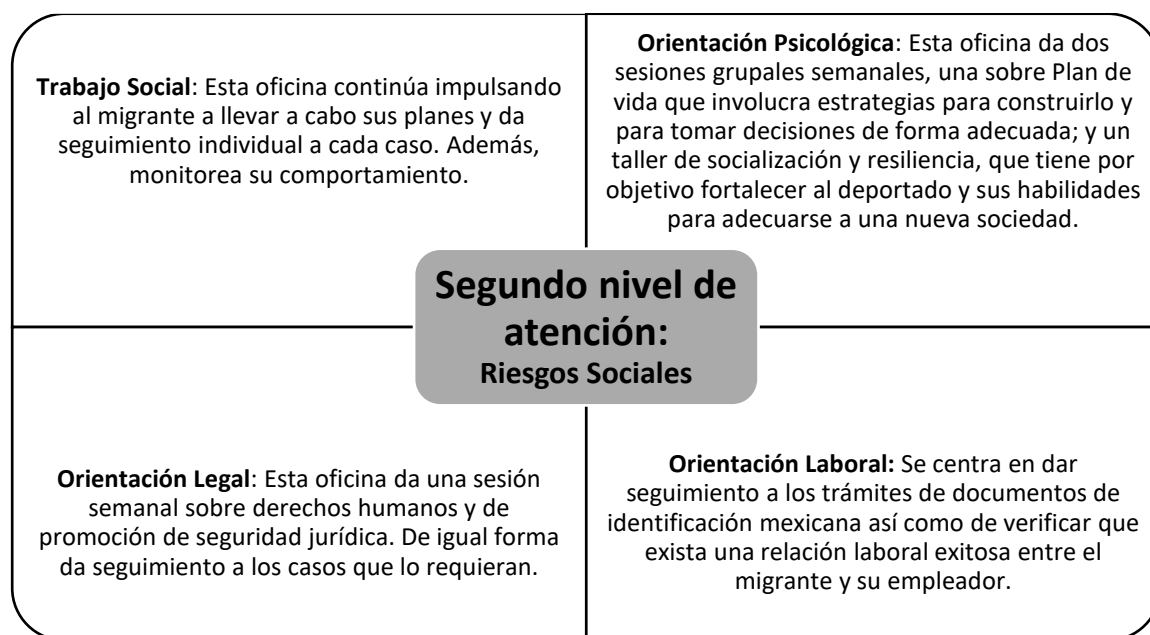 Trabajo Social: Esta oficina continúa impulsando
al migrante a llevar a cabo sus planes y da
seguimiento individual a cada caso. Además,
monitorea su comportamiento.
Orientación Psicológica: Esta oficina da dos
sesiones grupales semanales, una sobre Plan de
vida que involucra estrategias para construirlo y
para tomar decisiones de forma adecuada; y un
taller de socialización y resiliencia, que tiene por
objetivo fortalecer al deportado y sus habilidades
para adecuarse a una nueva sociedad.
Segundo nivel de
atención:
Riesgos Sociales
Orientación Legal: Esta oficina da una sesión
semanal sobre derechos humanos y de
promoción de seguridad jurídica. De igual forma
da seguimiento a los casos que lo requieran.
Orientación Laboral: Se centra en dar
seguimiento a los trámites de documentos de
identificación mexicana así como de verificar que
exista una relación laboral exitosa entre el
migrante y su empleador.